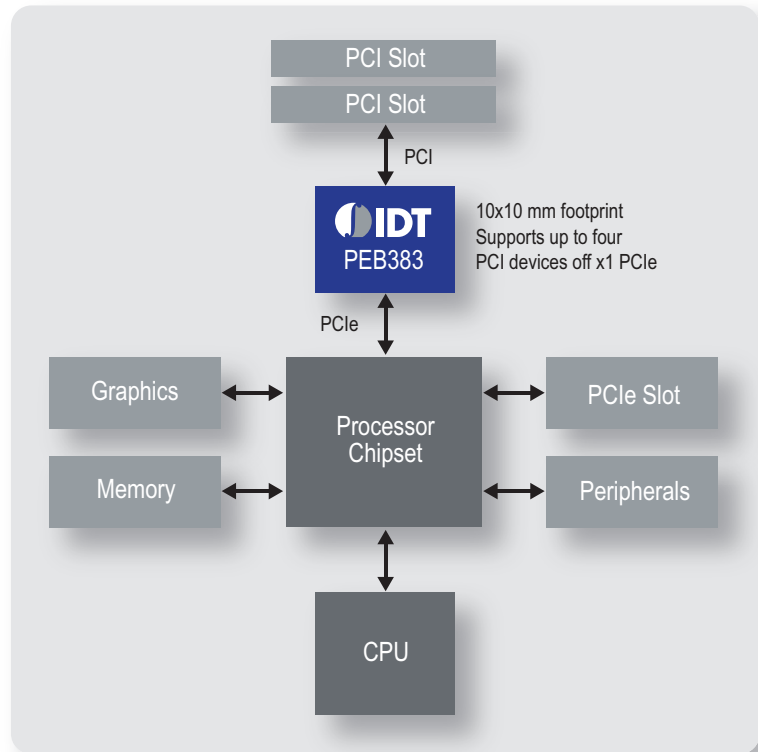 PCI Slot
PCI Slot
PCI
IDT
PEB383
10x10 mm footprint
Supports up to four
PCI devices off x1 PCIe
PCIe
Graphics
Processor
Chipset
PCIe Slot
Memory
Peripherals
CPU